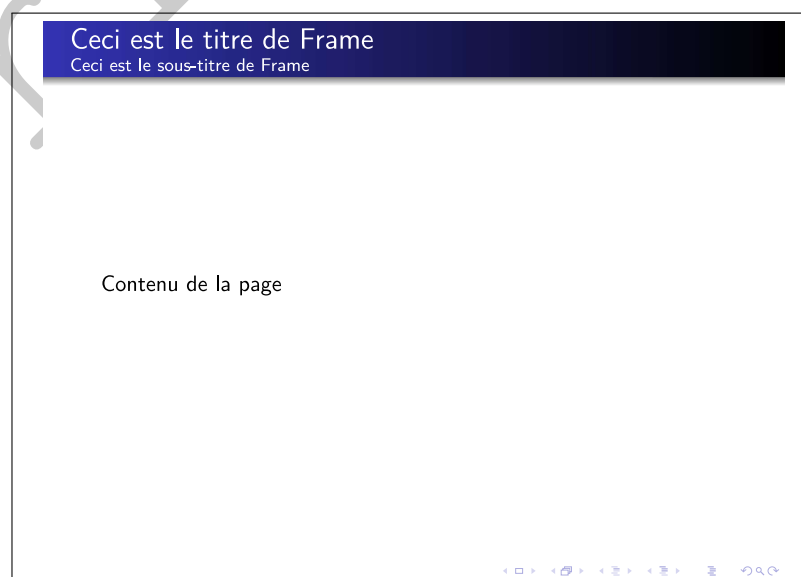 Ceci est le titre de Frame
Ceci est le sous-titre de Frame
Contenu de la page